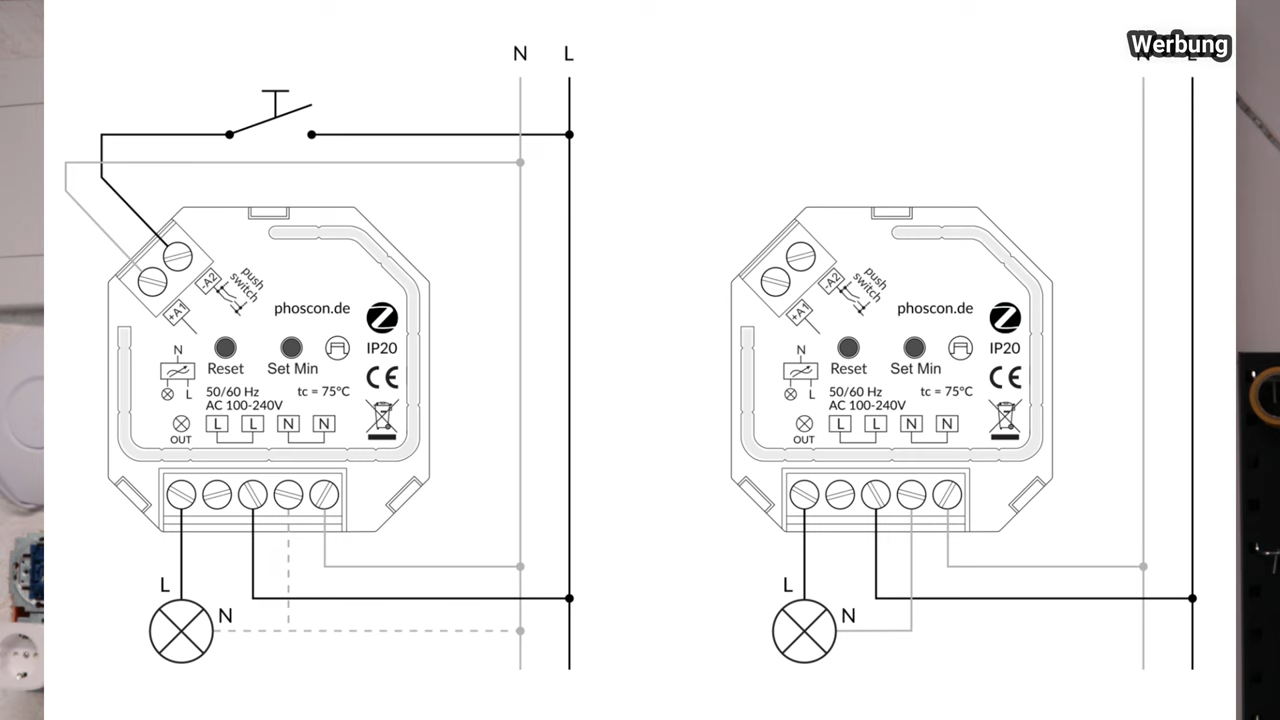 Werbung
N L
N L
-A2
push
switch
+A1
phoscon.de
N
L
Reset
Set Min
IP20
CE
50/60 Hz
tc = 75°C
AC 100-240V
OUT
L L N N
L
N
-A2
push
switch
+A1
phoscon.de
N
L
Reset
Set Min
IP20
CE
50/60 Hz
tc = 75°C
AC 100-240V
OUT
L L N N
L
N